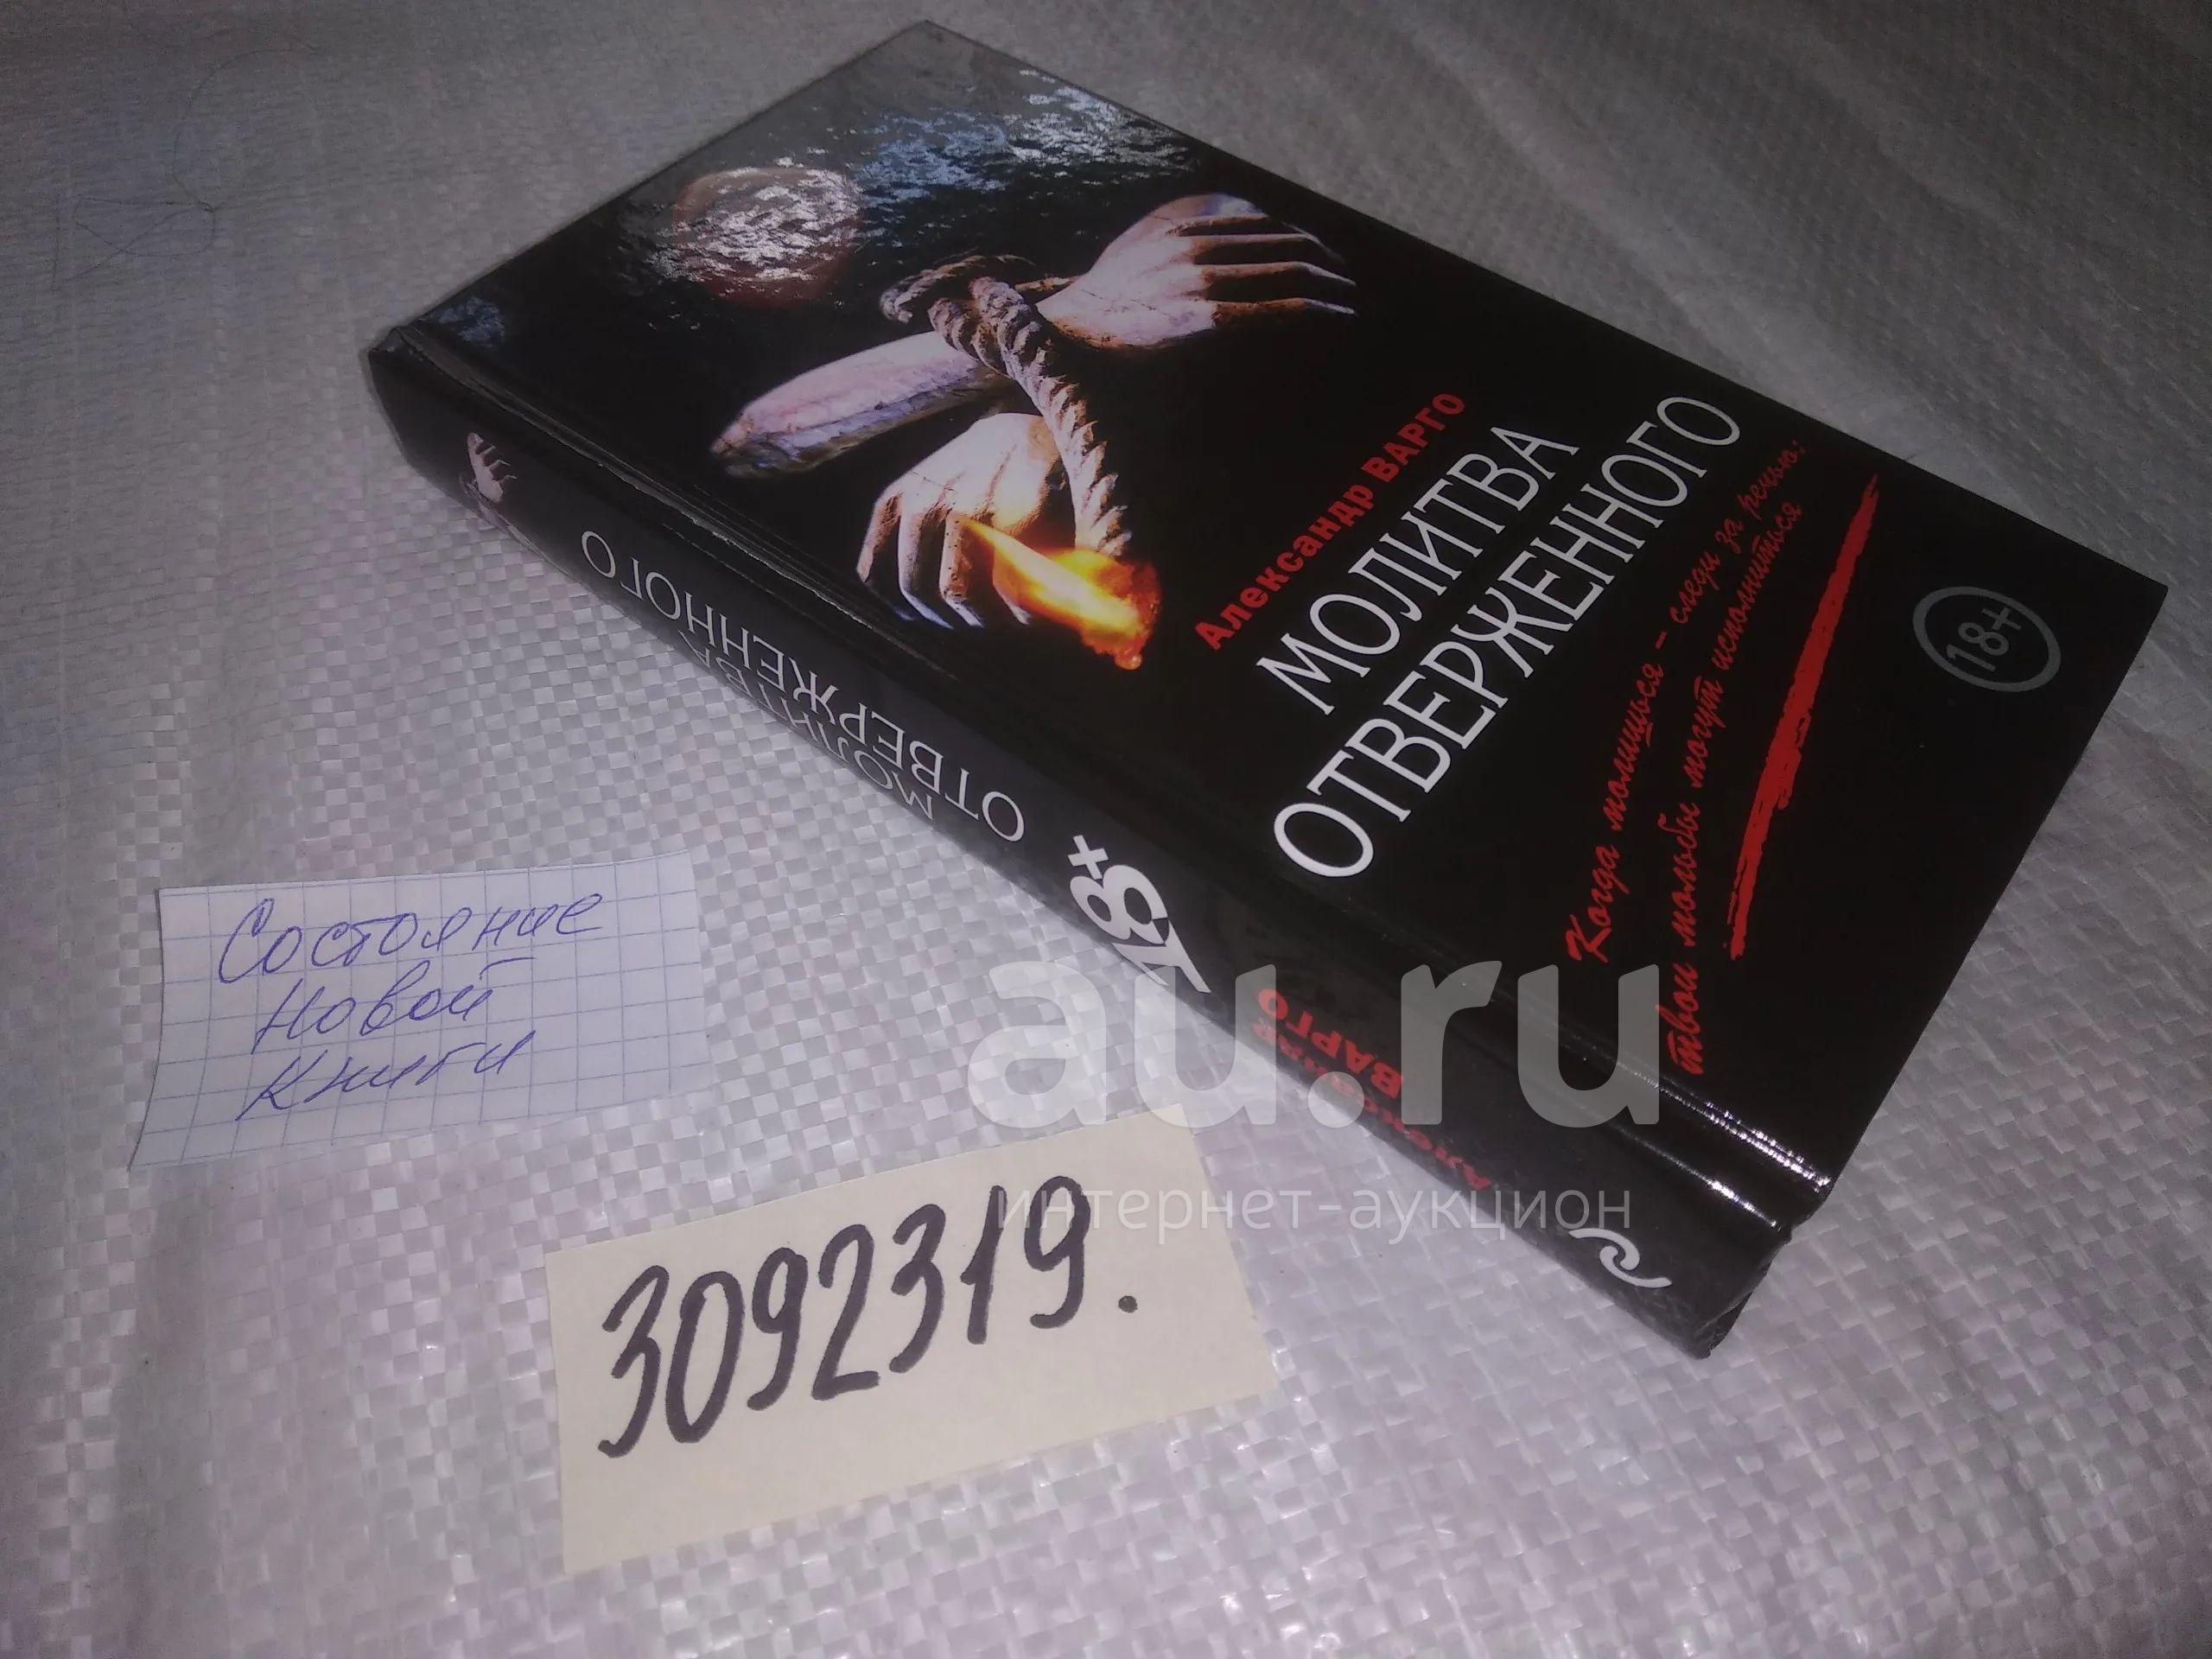 Александр ВАРГО
МОЛИТВА
ОТВЕРЖЕННОГО
Когда молишься – следи за речью:
твои мольбы могут исполниться
18+
МОЛИТВА
ОТВЕРЖЕННОГО
18+
Александр
ВАРГО
Состояние
новой
книги
3092319.
au.ru
интернет-аукцион